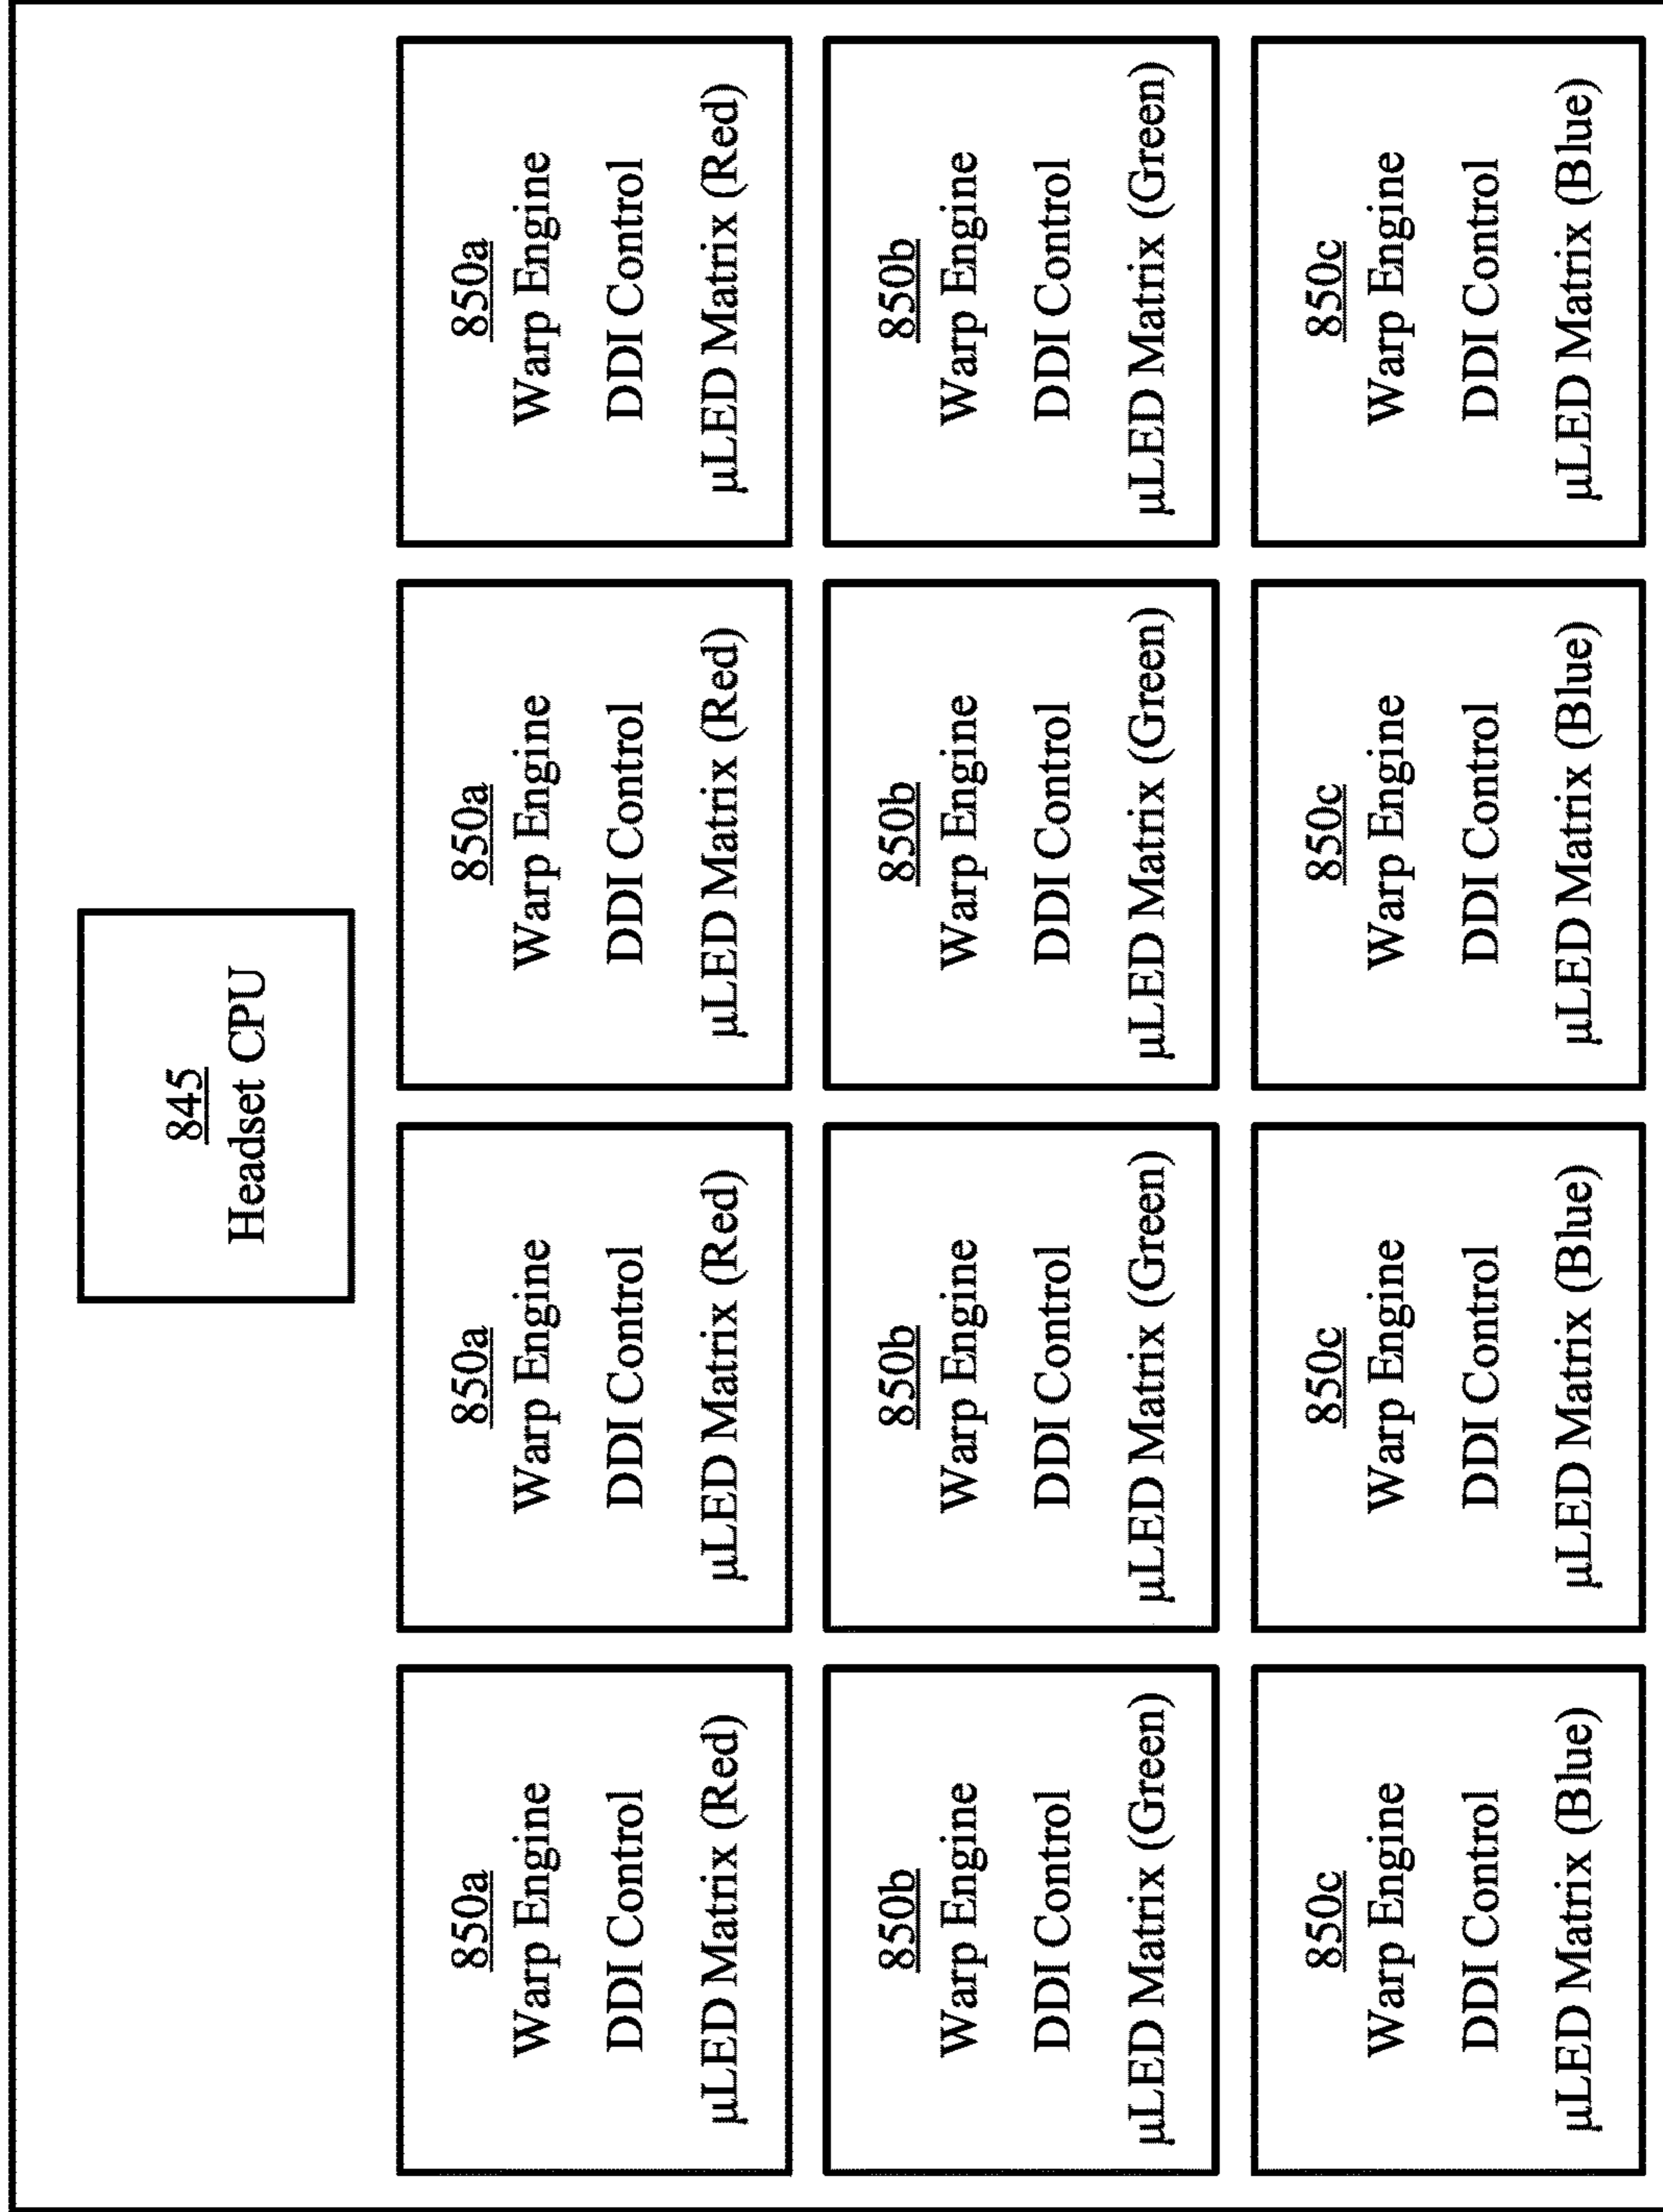 845
Headset CPU
850a
Warp Engine
DDI Control
µLED Matrix (Red)
850a
Warp Engine
DDI Control
µLED Matrix (Red)
850a
Warp Engine
DDI Control
µLED Matrix (Red)
850a
Warp Engine
DDI Control
µLED Matrix (Red)
850b
Warp Engine
DDI Control
µLED Matrix (Green)
850b
Warp Engine
DDI Control
µLED Matrix (Green)
850b
Warp Engine
DDI Control
µLED Matrix (Green)
850b
Warp Engine
DDI Control
µLED Matrix (Green)
850c
Warp Engine
DDI Control
µLED Matrix (Blue)
850c
Warp Engine
DDI Control
µLED Matrix (Blue)
850c
Warp Engine
DDI Control
µLED Matrix (Blue)
850c
Warp Engine
DDI Control
µLED Matrix (Blue)